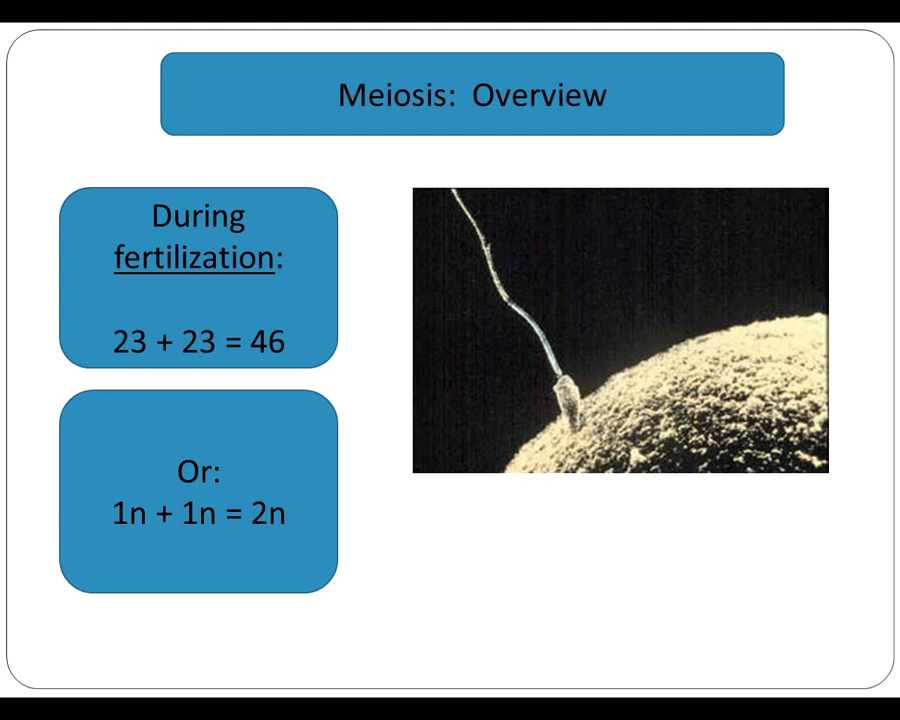 Meiosis:  Overview
During
fertilization:
23 + 23 = 46
Or:
1n + 1n = 2n